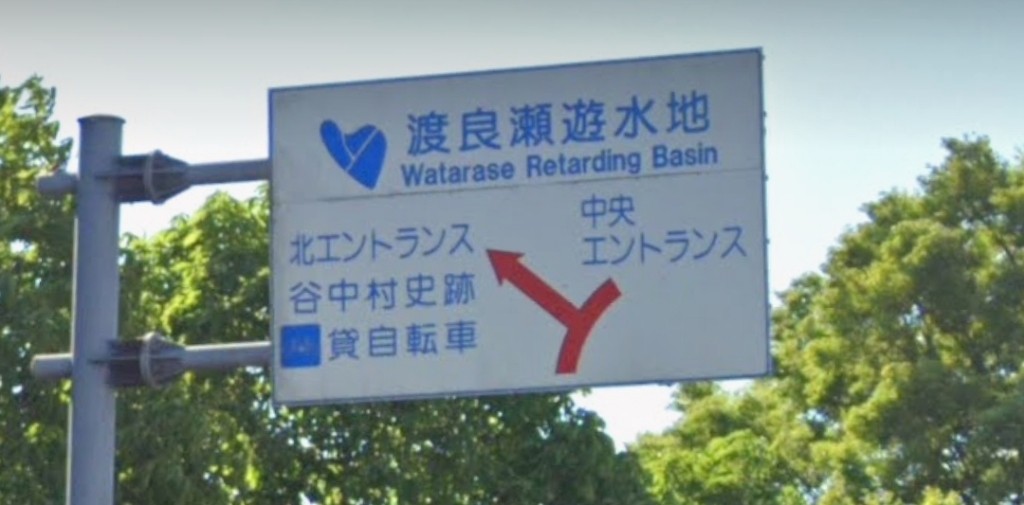 渡良瀬遊水地
Watarase Retarding Basin
北エントランス
谷中村史跡
貸自転車
中央
エントランス